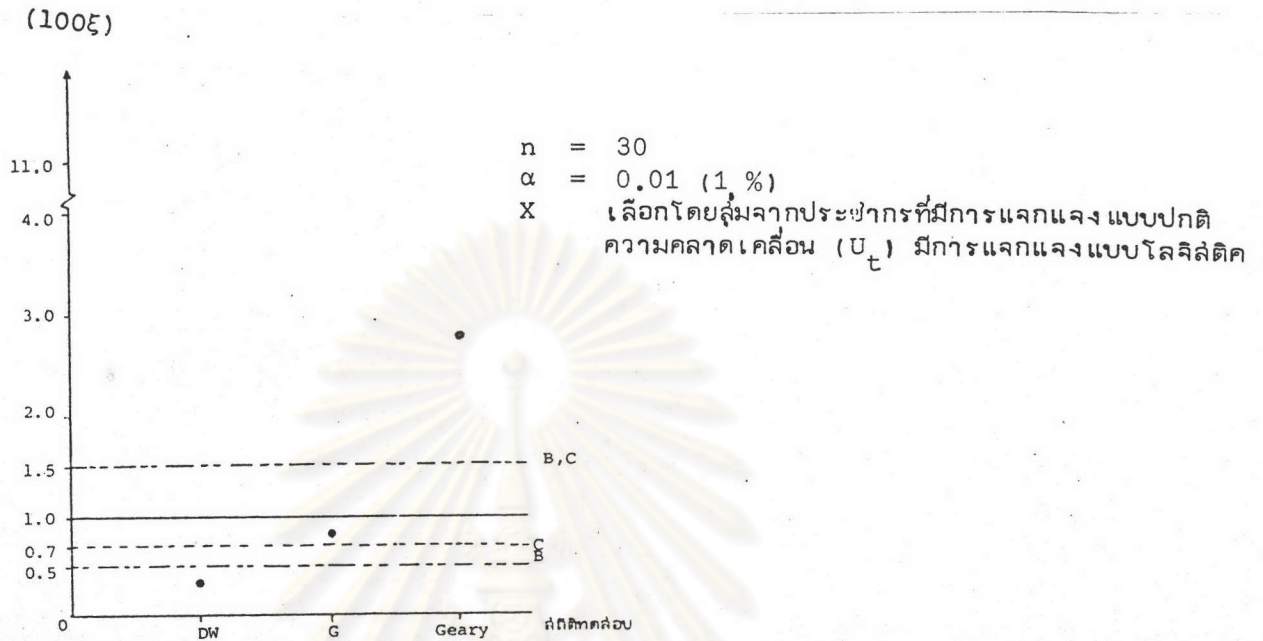 (100ξ)
11.0
4.0
3.0
2.0
1.5
1.0
0.7
0.5
0
n = 30
α = 0.01 (1 %)
X เลือกโดยสุ่มจากประชากรที่มีการแจกแจงแบบปกติ
ความคลาดเคลื่อน (U_t) มีการแจกแจงแบบโลจิสติค
B,C
C
B
DW G Geary สถิติทดสอบ